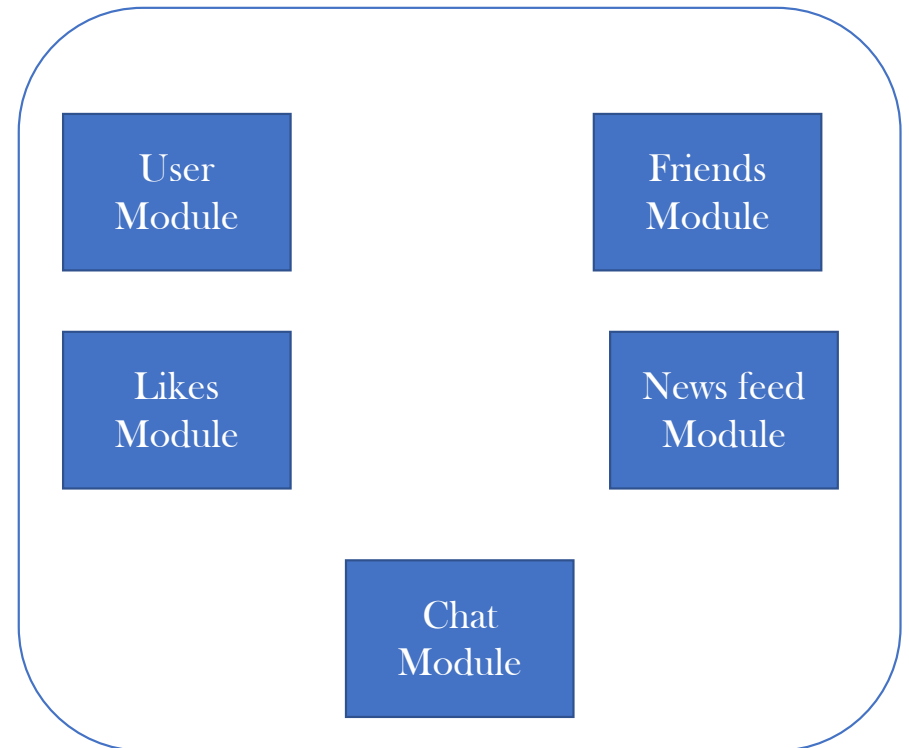 User
Module
Friends
Module
Likes
Module
News feed
Module
Chat
Module